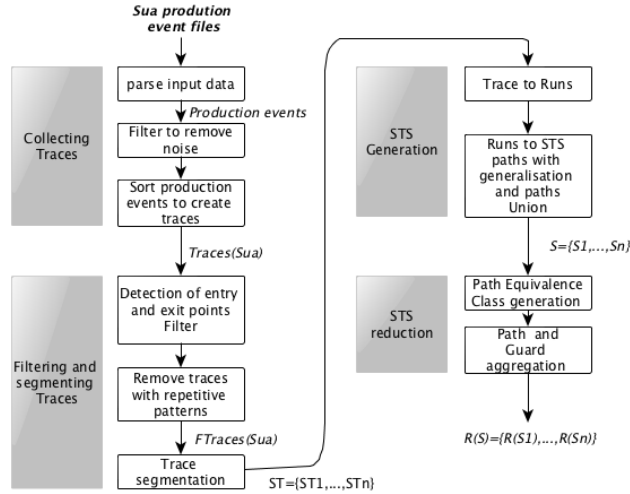 Sua prodution
event files
parse input data
Production events
Collecting
Traces
Filter to remove
noise
Sort production
events to create
traces
Traces(Sua)
Filtering and
segmenting
Traces
Detection of entry
and exit points
Filter
Remove traces
with repetitive
patterns
FTraces(Sua)
Trace
segmentation
ST={ST1,...,STn}
STS
Generation
Trace to Runs
Runs to STS
paths with
generalisation
and paths
Union
S={S1,...,Sn}
STS
reduction
Path Equivalence
Class generation
Path and
Guard
aggregation
R(S)={R(S1),...,R(Sn)}